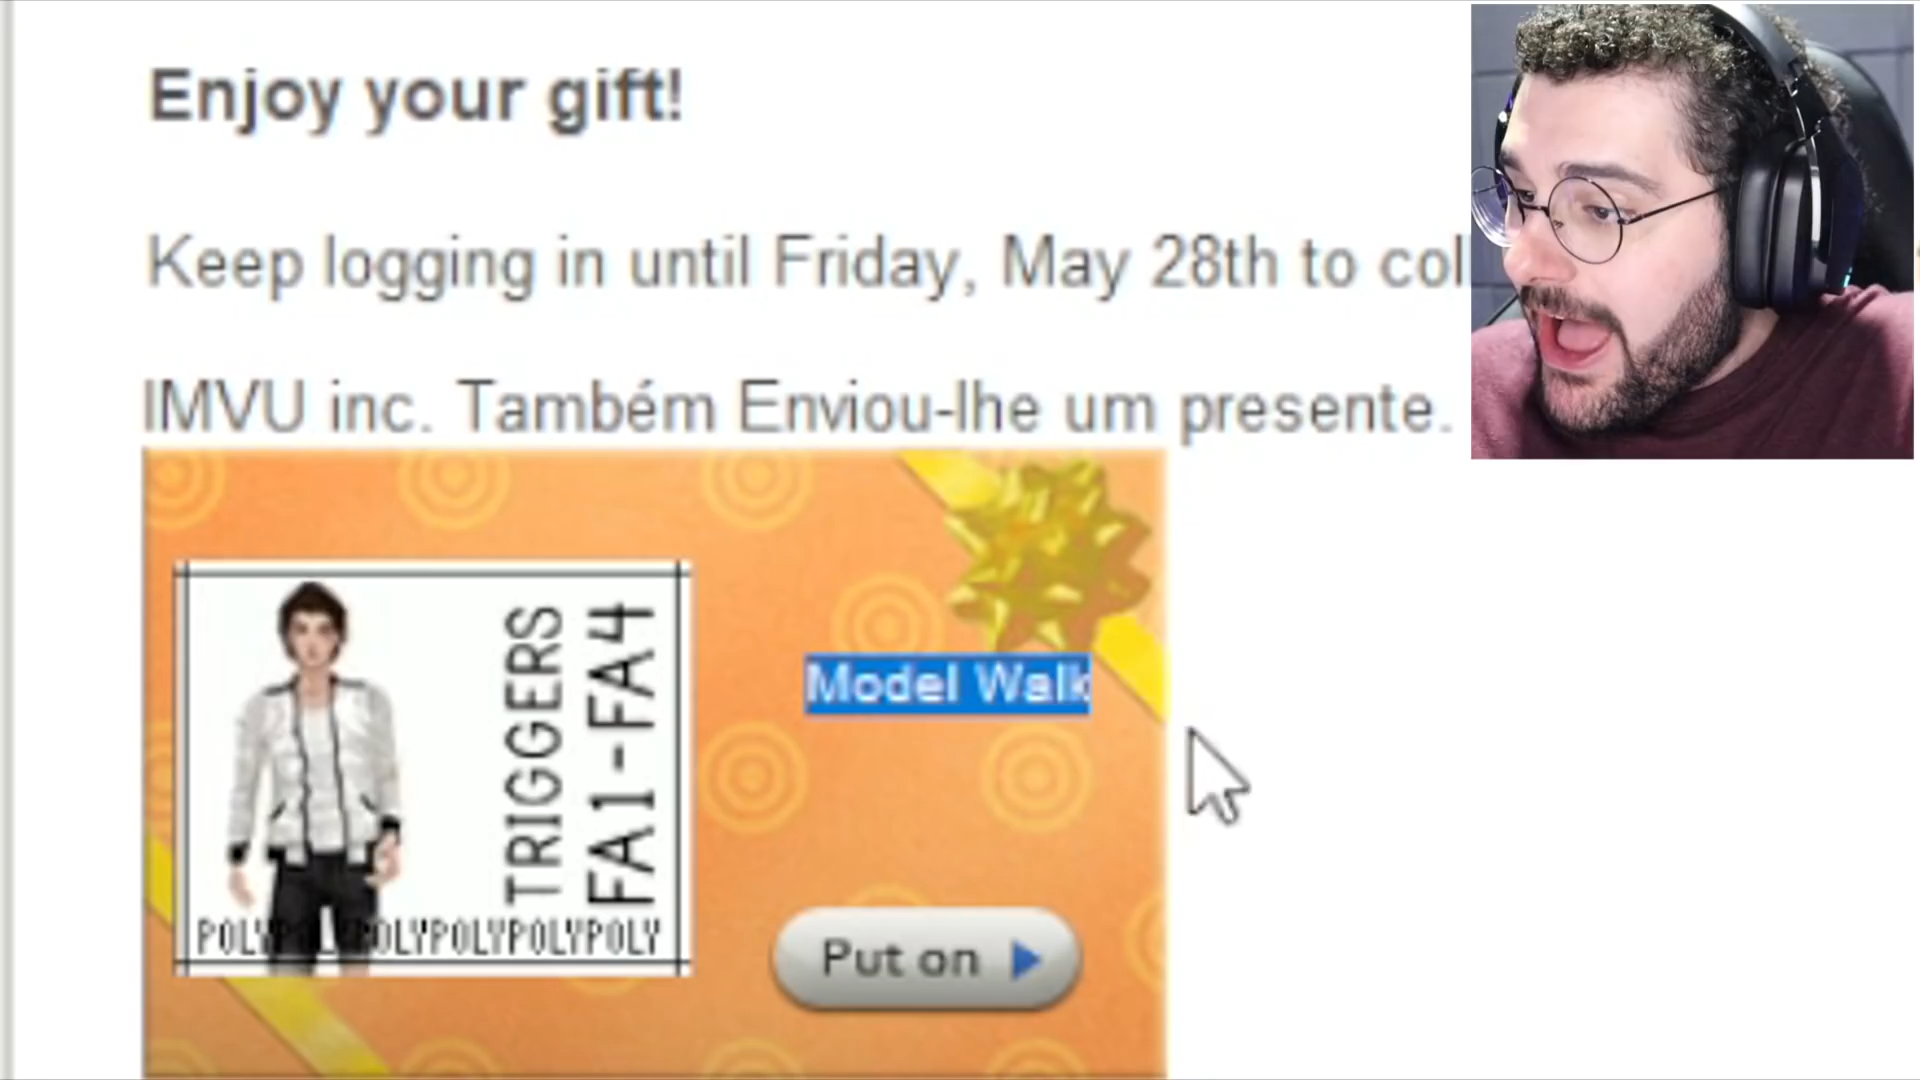 Enjoy your gift!
Keep logging in until Friday, May 28th to col
IMVU inc. Também Enviou-lhe um presente.
TRIGGERS
FA1-FA4
Model Walk
POLYPOLYPOLYPOLYPOLYPOLY
Put on